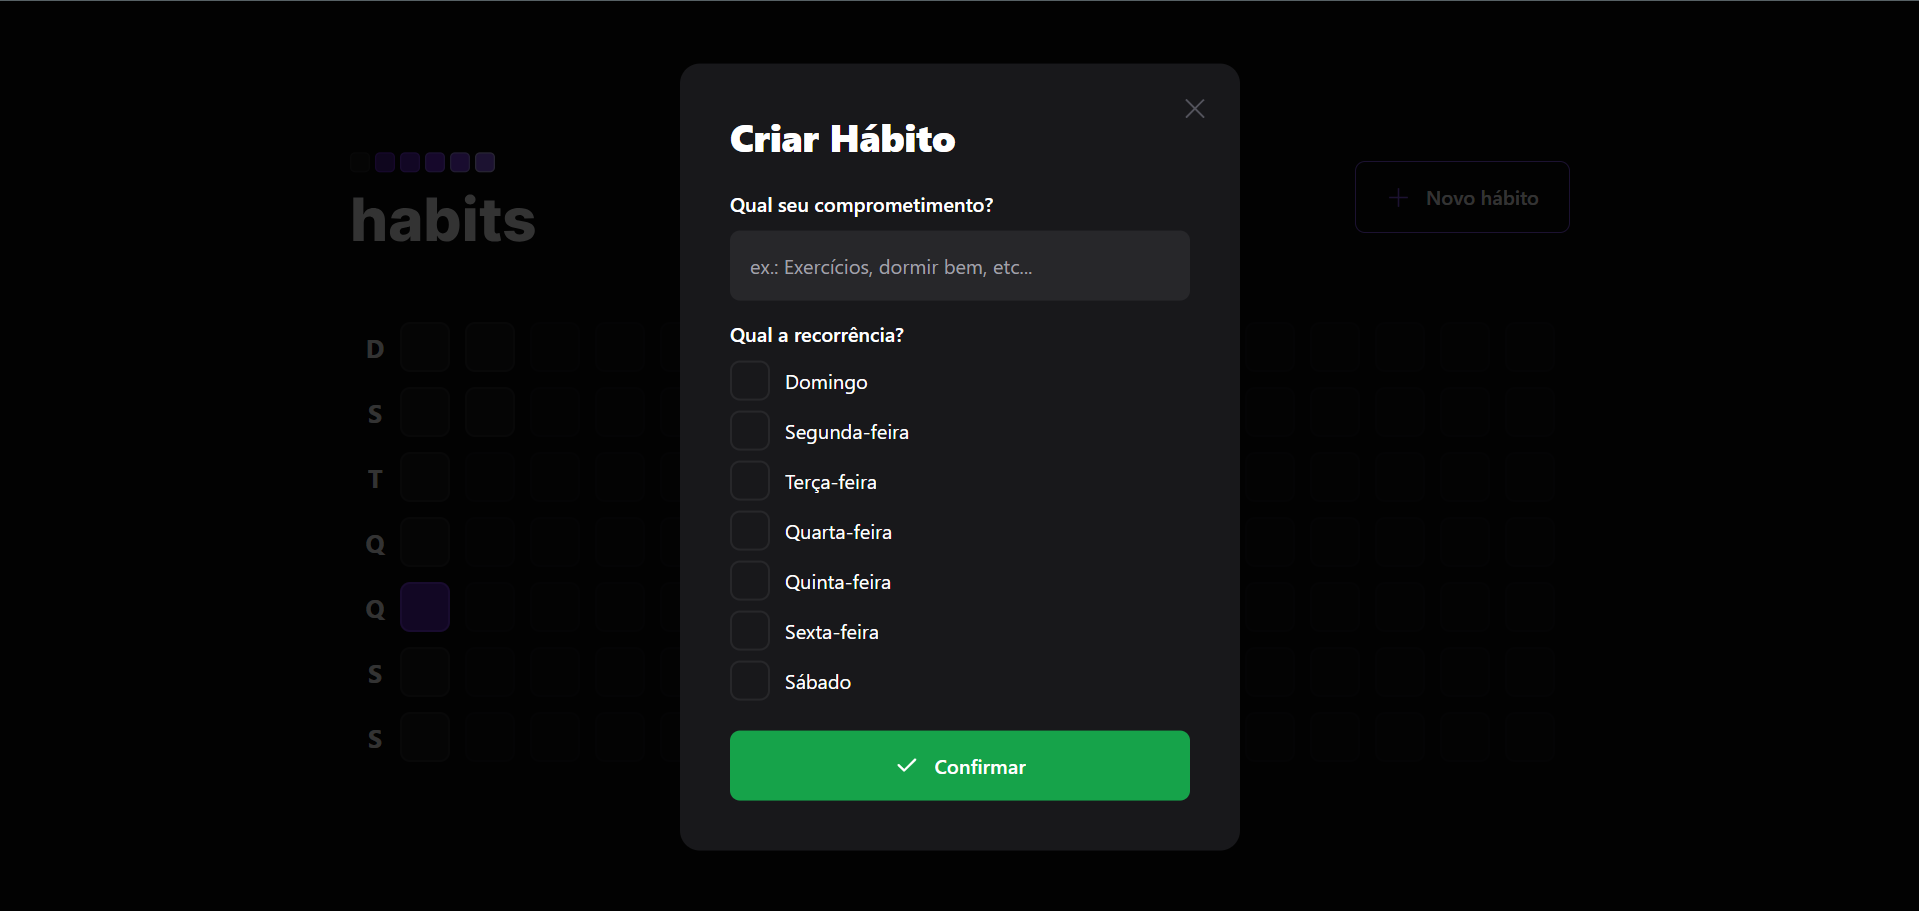 habits
Novo hábito
D
S
T
Q
Q
S
S
Criar Hábito
Qual seu comprometimento?
ex.: Exercícios, dormir bem, etc...
Qual a recorrência?
Domingo
Segunda-feira
Terça-feira
Quarta-feira
Quinta-feira
Sexta-feira
Sábado
Confirmar